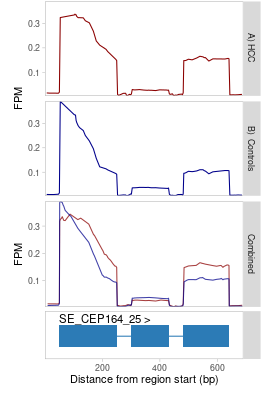 FPM
0.3
0.2
0.1
A) HCC
0.3
0.2
0.1
B) Controls
FPM
0.3
0.2
0.1
Combined
SE_CEP164_25 >
200
400
600
Distance from region start (bp)